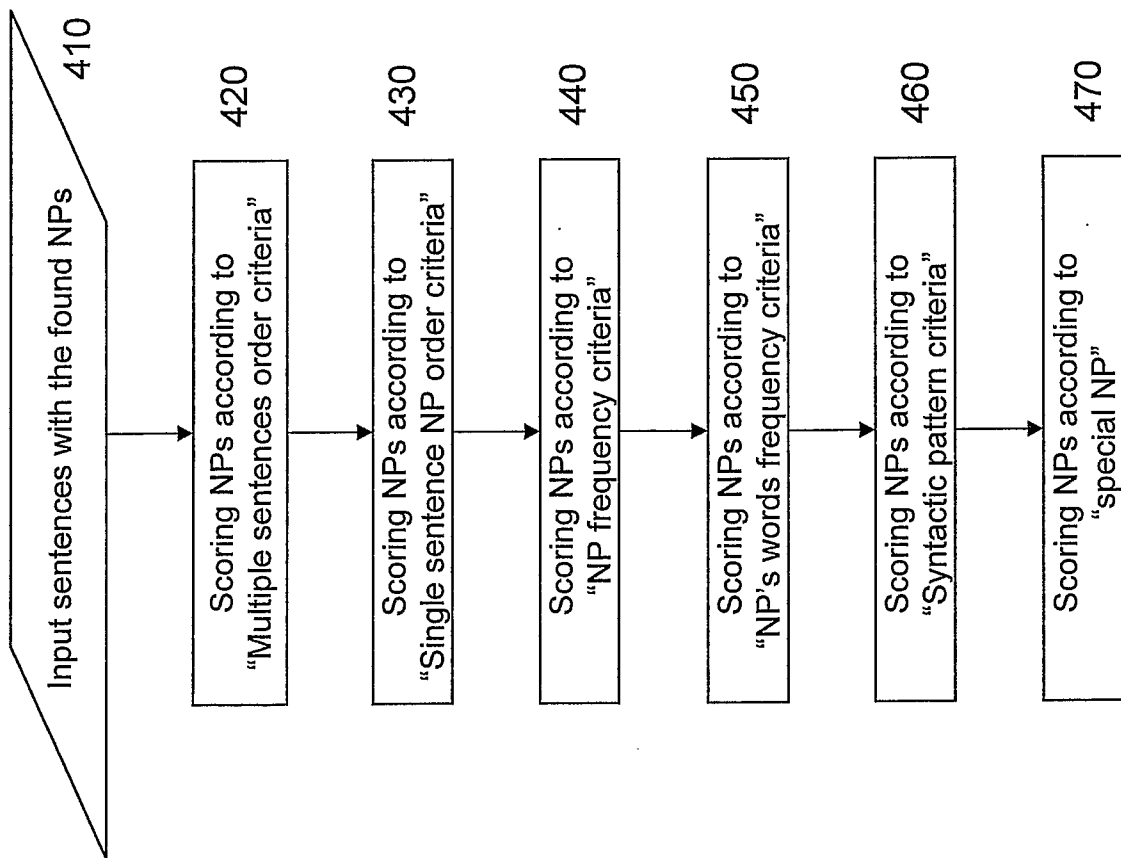 Input sentences with the found NPs
410
Scoring NPs according to
“Multiple sentences order criteria”
420
Scoring NPs according to
“Single sentence NP order criteria”
430
Scoring NPs according to
“NP frequency criteria”
440
Scoring NPs according to
“NP’s words frequency criteria”
450
Scoring NPs according to
“Syntactic pattern criteria”
460
Scoring NPs according to
“special NP”
470